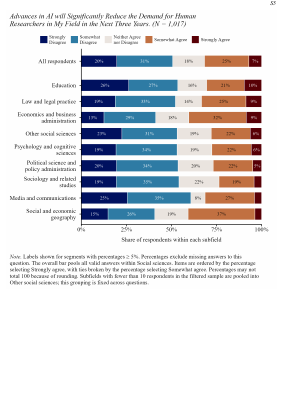 S5
Advances in AI will Significantly Reduce the Demand for Human
Researchers in My Field in the Next Three Years. (N = 1,017)
Strongly Disagree
Somewhat Disagree
Neither Agree nor Disagree
Somewhat Agree
Strongly Agree
All respondents 20% 31% 18% 25% 7%
Education 26% 27% 16% 21% 10%
Law and legal practice 19% 33% 16% 25% 9%
Economics and business administration 13% 28% 18% 32% 9%
Other social sciences 22% 31% 19% 22% 6%
Psychology and cognitive sciences 19% 34% 19% 22% 6%
Political science and policy administration 20% 34% 20% 22% 5%
Sociology and related studies 19% 35% 22% 19%
Media and communications 25% 35% 9% 27%
Social and economic geography 15% 26% 19% 37%
0% 25% 50% 75% 100%
Share of respondents within each subfield
Note. Labels shown for segments with percentages ≥ 5%. Percentages exclude missing answers to this
question. The overall bar pools all valid answers within Social sciences. Items are ordered by the percentage
selecting Strongly agree, with ties broken by the percentage selecting Somewhat agree. Percentages may not
total 100 because of rounding. Subfields with fewer than 10 respondents in the filtered sample are pooled into
Other social sciences; this grouping is fixed across questions.